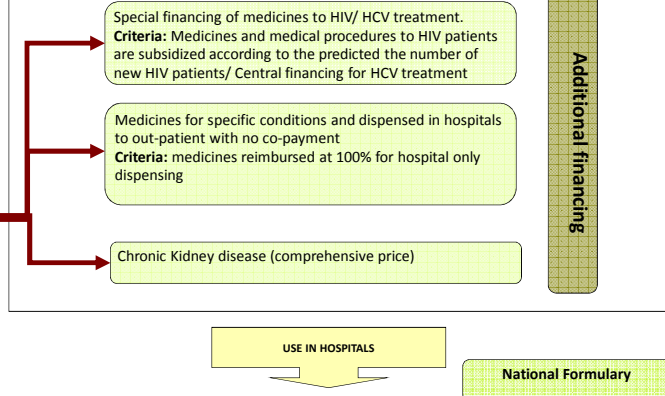 Special financing of medicines to HIV/ HCV treatment.
Criteria: Medicines and medical procedures to HIV patients
are subsidized according to the predicted the number of
new HIV patients/ Central financing for HCV treatment
Medicines for specific conditions and dispensed in hospitals
to out-patient with no co-payment
Criteria: medicines reimbursed at 100% for hospital only
dispensing
Chronic Kidney disease (comprehensive price)
Additional financing
USE IN HOSPITALS
National Formulary